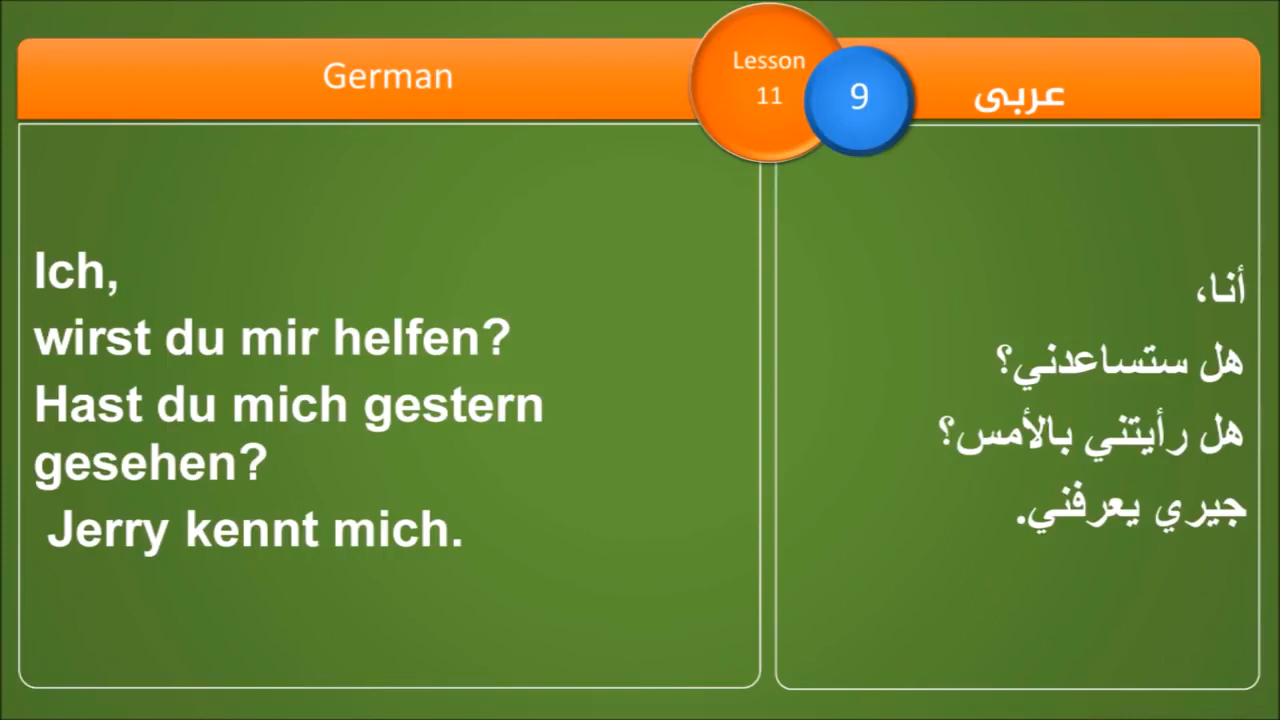 German
Lesson
11
9
عربى
Ich,
wirst du mir helfen?
Hast du mich gestern
gesehen?
Jerry kennt mich.
أنا،
هل ستساعدني؟
هل رأيتني بالأمس؟
جيري يعرفني.